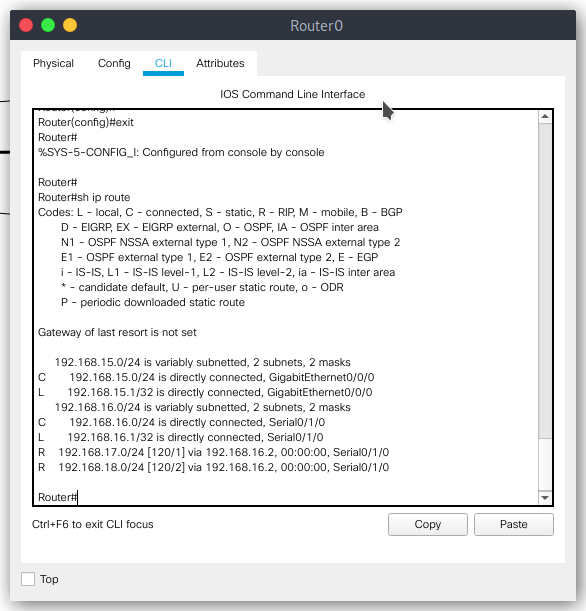 Router0
Physical Config CLI Attributes
IOS Command Line Interface
Router(config)#
Router(config)#exit
Router#
%SYS-5-CONFIG_I: Configured from console by console
Router#
Router#sh ip route
Codes: L - local, C - connected, S - static, R - RIP, M - mobile, B - BGP
D - EIGRP, EX - EIGRP external, O - OSPF, IA - OSPF inter area
N1 - OSPF NSSA external type 1, N2 - OSPF NSSA external type 2
E1 - OSPF external type 1, E2 - OSPF external type 2, E - EGP
i - IS-IS, L1 - IS-IS level-1, L2 - IS-IS level-2, ia - IS-IS inter area
* - candidate default, U - per-user static route, o - ODR
P - periodic downloaded static route
Gateway of last resort is not set
192.168.15.0/24 is variably subnetted, 2 subnets, 2 masks
C 192.168.15.0/24 is directly connected, GigabitEthernet0/0/0
L 192.168.15.1/32 is directly connected, GigabitEthernet0/0/0
192.168.16.0/24 is variably subnetted, 2 subnets, 2 masks
C 192.168.16.0/24 is directly connected, Serial0/1/0
L 192.168.16.1/32 is directly connected, Serial0/1/0
R 192.168.17.0/24 [120/1] via 192.168.16.2, 00:00:00, Serial0/1/0
R 192.168.18.0/24 [120/2] via 192.168.16.2, 00:00:00, Serial0/1/0
Router#
Ctrl+F6 to exit CLI focus
Copy Paste
Top